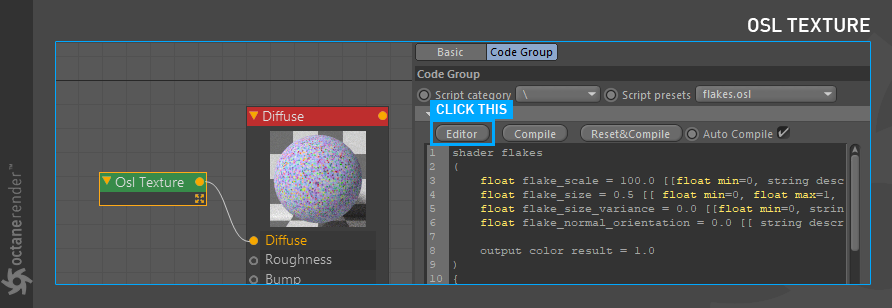 OSL TEXTURE
octanerender™
Basic
Code Group
Code Group
Script category
\
Script presets
flakes.osl
CLICK THIS
Editor
Compile
Reset&Compile
Auto Compile
Diffuse
Osl Texture
Diffuse
Roughness
Bump
1 shader flakes
2 (
3 float flake_scale = 100.0 [[float min=0, string desc
4 float flake_size = 0.5 [[ float min=0, float max=1,
5 float flake_size_variance = 0.0 [[float min=0, strin
6 float flake_normal_orientation = 0.0 [[ string descr
7
8 output color result = 1.0
9 )
10 {